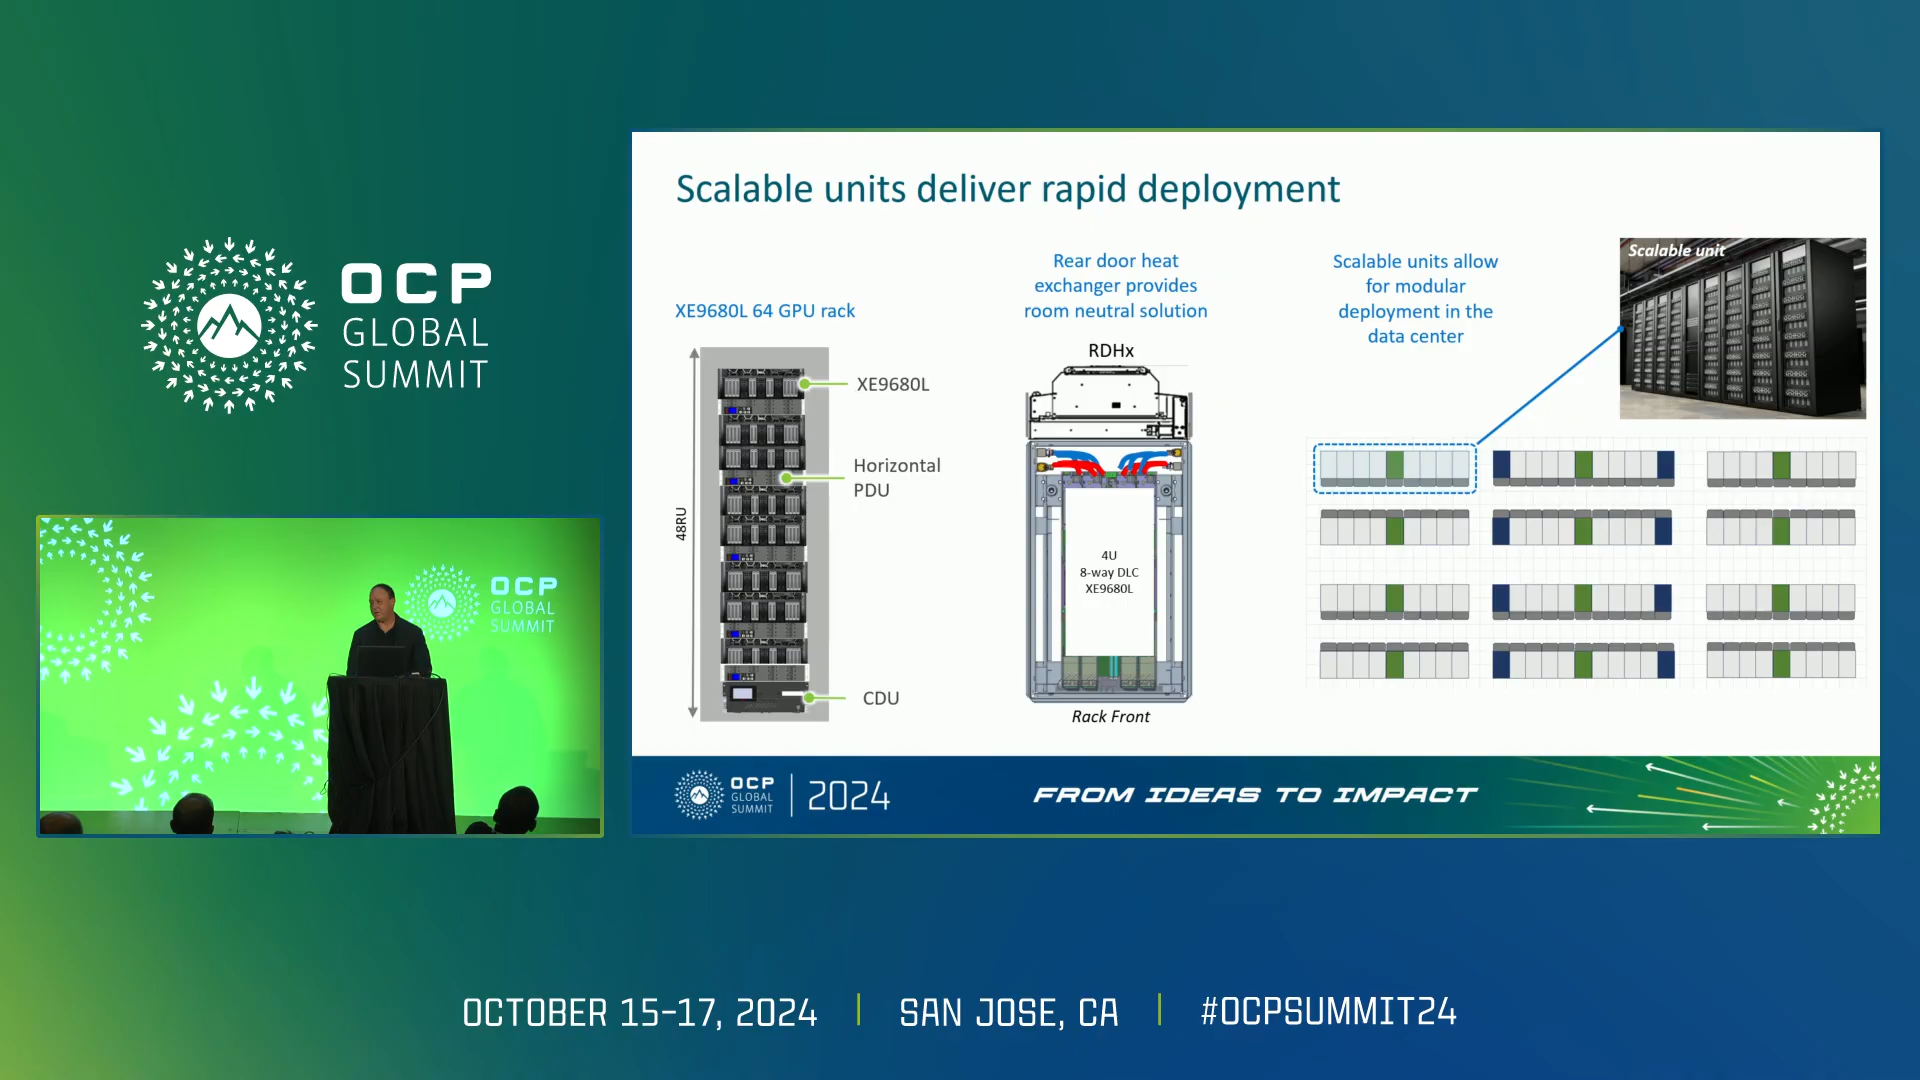 OCP
GLOBAL
SUMMIT
OCP
GLOBAL
SUMMIT
Scalable units deliver rapid deployment
XE9680L 64 GPU rack
48RU
XE9680L
Horizontal
PDU
CDU
Rear door heat
exchanger provides
room neutral solution
RDHx
4U
8-way DLC
XE9680L
Rack Front
Scalable units allow
for modular
deployment in the
data center
Scalable unit
OCP
GLOBAL
SUMMIT
2024
FROM IDEAS TO IMPACT
OCTOBER 15-17, 2024
SAN JOSE, CA
#OCPSUMMIT24